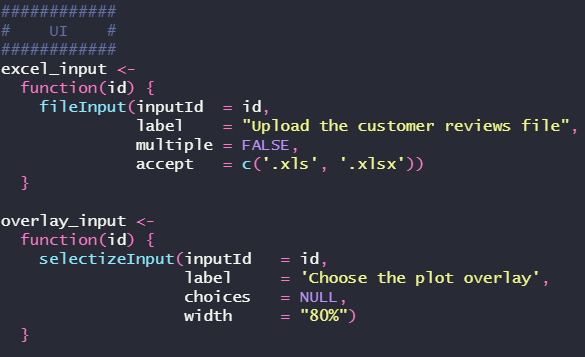 ############
#    UI    #
############
excel_input <-
  function(id) {
    fileInput(inputId  = id,
              label    = "Upload the customer reviews file",
              multiple = FALSE,
              accept   = c('.xls', '.xlsx'))
  }

overlay_input <-
  function(id) {
    selectizeInput(inputId   = id,
                   label     = 'Choose the plot overlay',
                   choices   = NULL,
                   width     = "80%")
  }